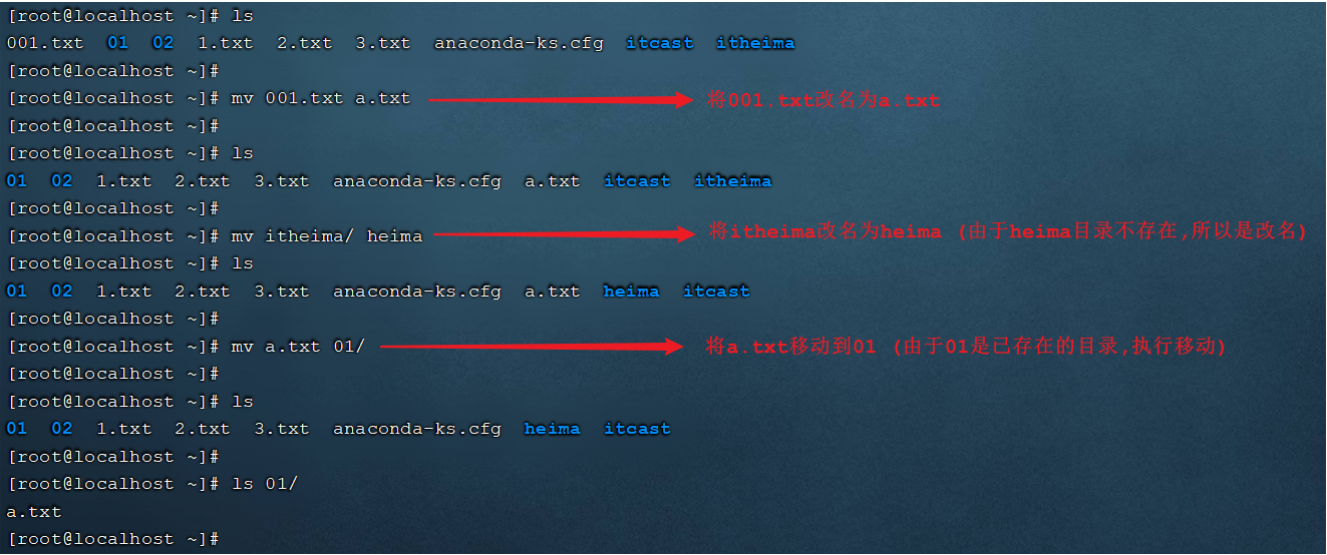 [root@localhost ~]# ls
001.txt 01 02 1.txt 2.txt 3.txt anaconda-ks.cfg itcast itheima
[root@localhost ~]#
[root@localhost ~]# mv 001.txt a.txt 将001.txt改名为a.txt
[root@localhost ~]#
[root@localhost ~]# ls
01 02 1.txt 2.txt 3.txt anaconda-ks.cfg a.txt itcast itheima
[root@localhost ~]#
[root@localhost ~]# mv itheima/ heima 将itheima改名为heima (由于heima目录不存在,所以是改名)
[root@localhost ~]# ls
01 02 1.txt 2.txt 3.txt anaconda-ks.cfg a.txt heima itcast
[root@localhost ~]#
[root@localhost ~]# mv a.txt 01/ 将a.txt移动到01 (由于01是已存在的目录,执行移动)
[root@localhost ~]#
[root@localhost ~]# ls
01 02 1.txt 2.txt 3.txt anaconda-ks.cfg heima itcast
[root@localhost ~]#
[root@localhost ~]# ls 01/
a.txt
[root@localhost ~]#